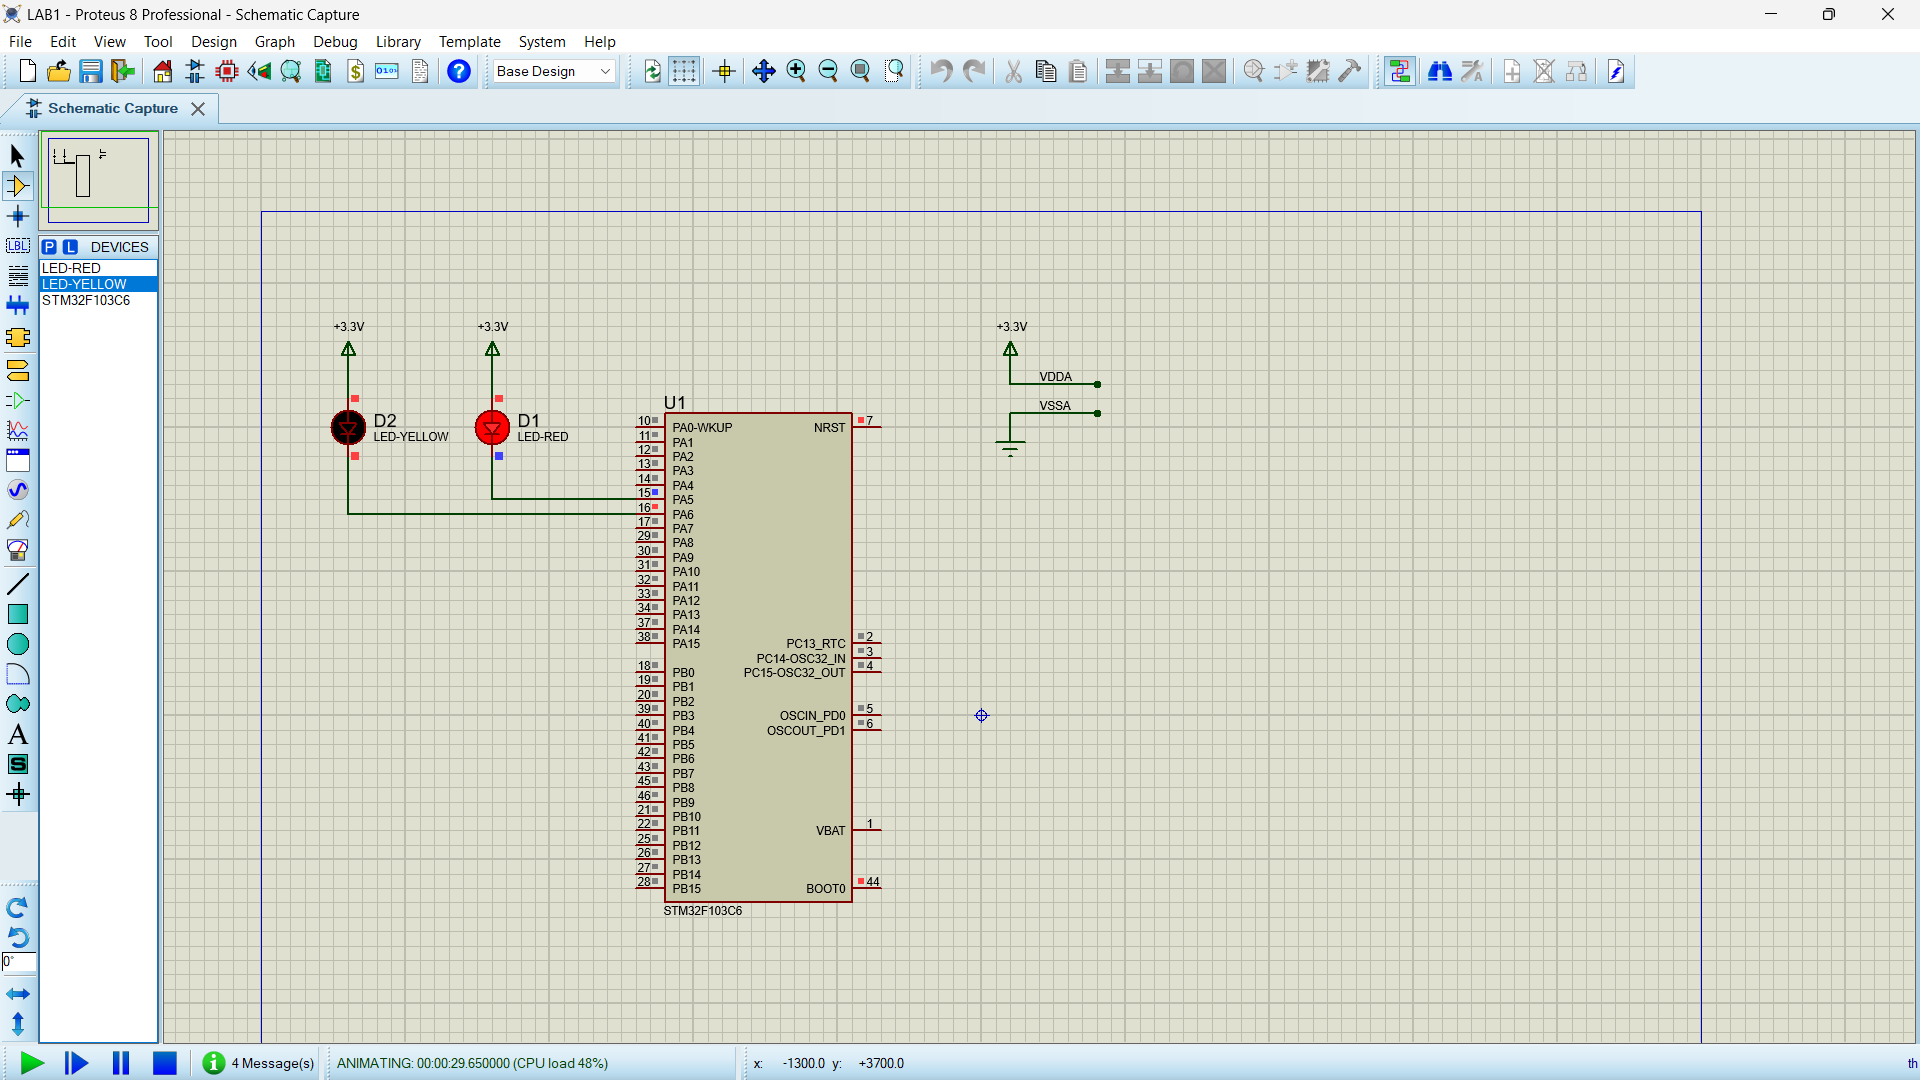 LAB1 - Proteus 8 Professional - Schematic Capture
File Edit View Tool Design Graph Debug Library Template System Help
Base Design
Schematic Capture
P L DEVICES
LED-RED
LED-YELLOW
STM32F103C6
+3.3V +3.3V +3.3V
VDDA
VSSA
D2
LED-YELLOW
D1
LED-RED
U1
10 PA0-WKUP NRST 7
11 PA1
12 PA2
13 PA3
14 PA4
15 PA5
16 PA6
17 PA7
29 PA8
30 PA9
31 PA10
32 PA11
33 PA12
34 PA13
37 PA14
38 PA15 PC13_RTC 2
PC14-OSC32_IN 3
18 PB0 PC15-OSC32_OUT 4
19 PB1
20 PB2
39 PB3 OSCIN_PD0 5
40 PB4 OSCOUT_PD1 6
41 PB5
42 PB6
43 PB7
45 PB8
46 PB9
21 PB10
22 PB11 VBAT 1
25 PB12
26 PB13
27 PB14
28 PB15 BOOT0 44
STM32F103C6
LBL
A
S
0°
4 Message(s) ANIMATING: 00:00:29.650000 (CPU load 48%) x: -1300.0 y: +3700.0 th